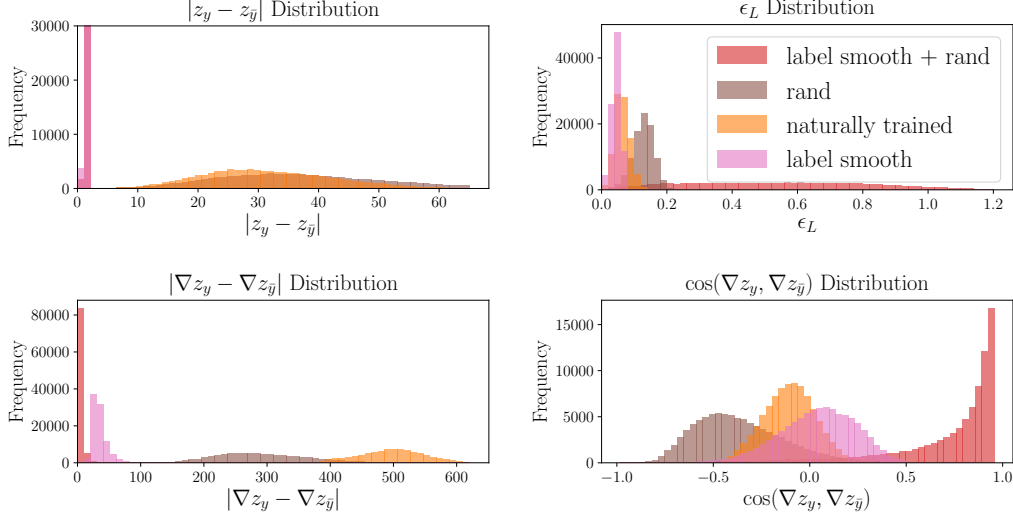 |z_y − z_ȳ| Distribution
30000
20000
10000
0
Frequency
0 10 20 30 40 50 60
|z_y − z_ȳ|
ϵ_L Distribution
40000
20000
0
Frequency
label smooth + rand
rand
naturally trained
label smooth
0.0 0.2 0.4 0.6 0.8 1.0 1.2
ϵ_L
|∇z_y − ∇z_ȳ| Distribution
80000
60000
40000
20000
0
Frequency
0 100 200 300 400 500 600
|∇z_y − ∇z_ȳ|
cos(∇z_y, ∇z_ȳ) Distribution
15000
10000
5000
0
Frequency
−1.0 −0.5 0.0 0.5 1.0
cos(∇z_y, ∇z_ȳ)